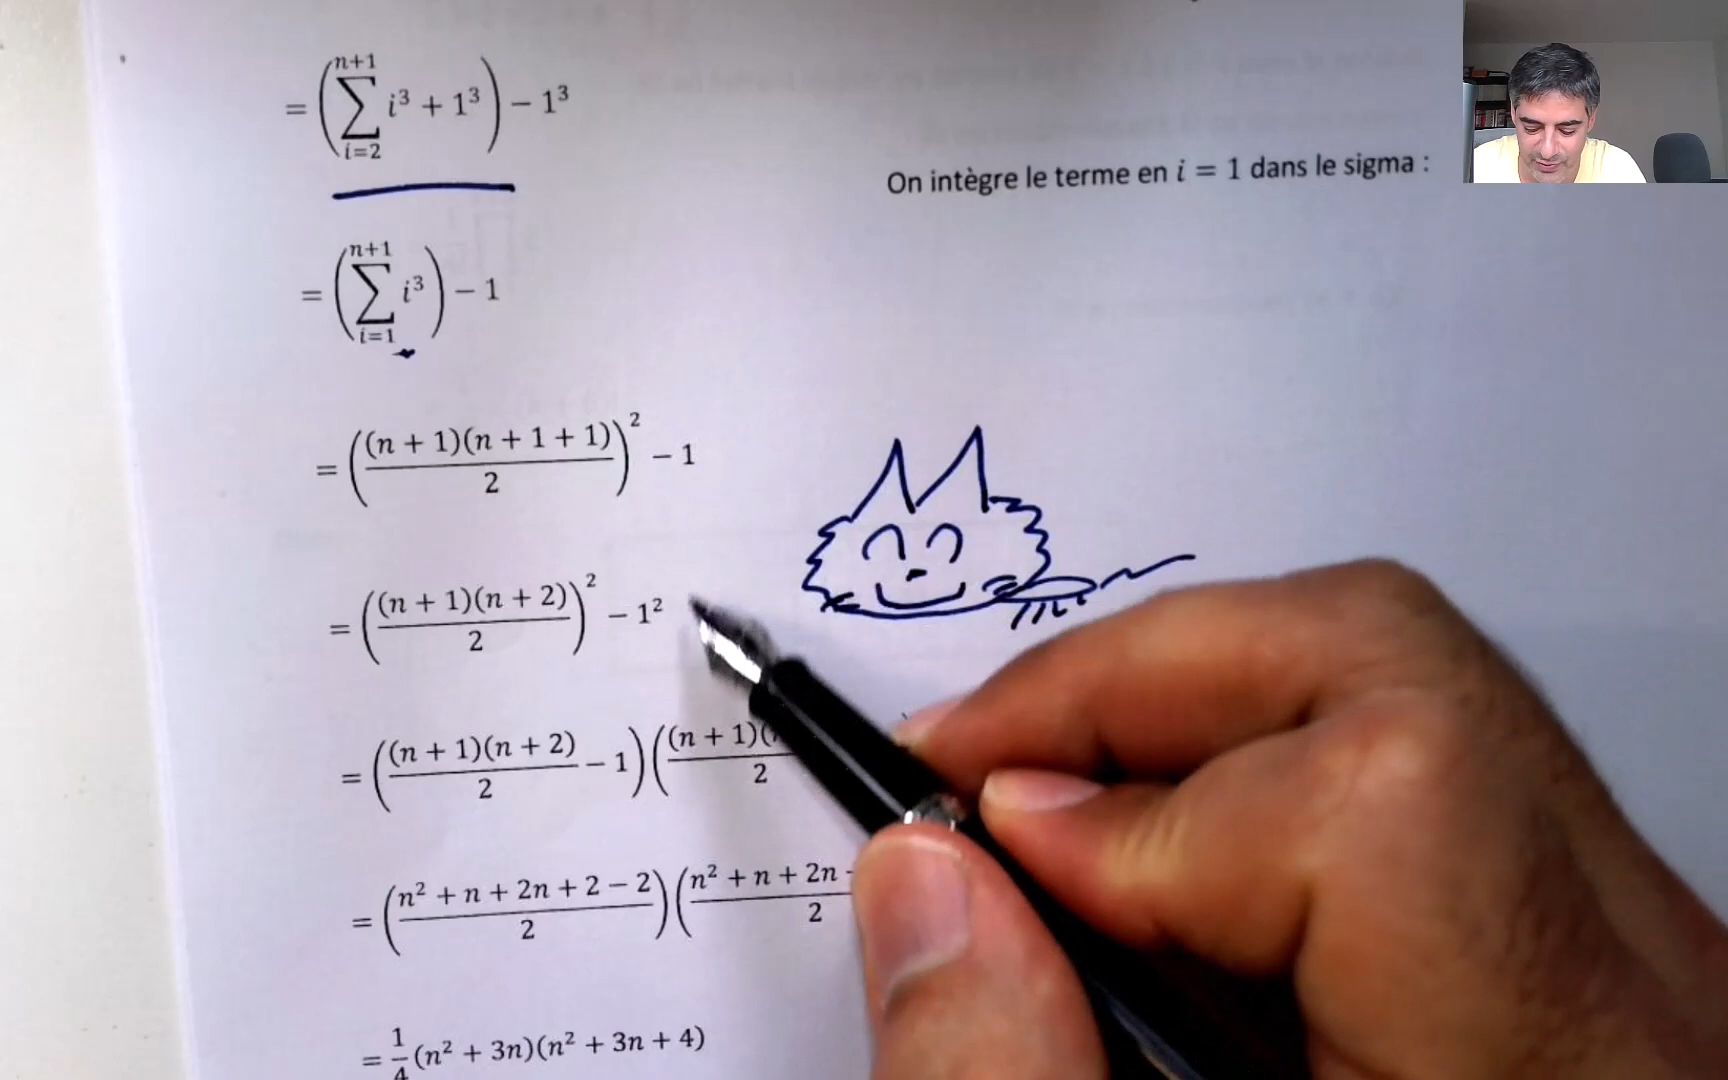 = (∑_{i=2}^{n+1} i³ + 1³) − 1³
On intègre le terme en i = 1 dans le sigma :
= (∑_{i=1}^{n+1} i³) − 1
= ((n + 1)(n + 1 + 1)/2)² − 1
= ((n + 1)(n + 2)/2)² − 1²
= ((n + 1)(n + 2)/2 − 1)((n + 1)( 2
= ((n² + n + 2n + 2 − 2)/2)(n² + n + 2n 2
= 1/4 (n² + 3n)(n² + 3n + 4)